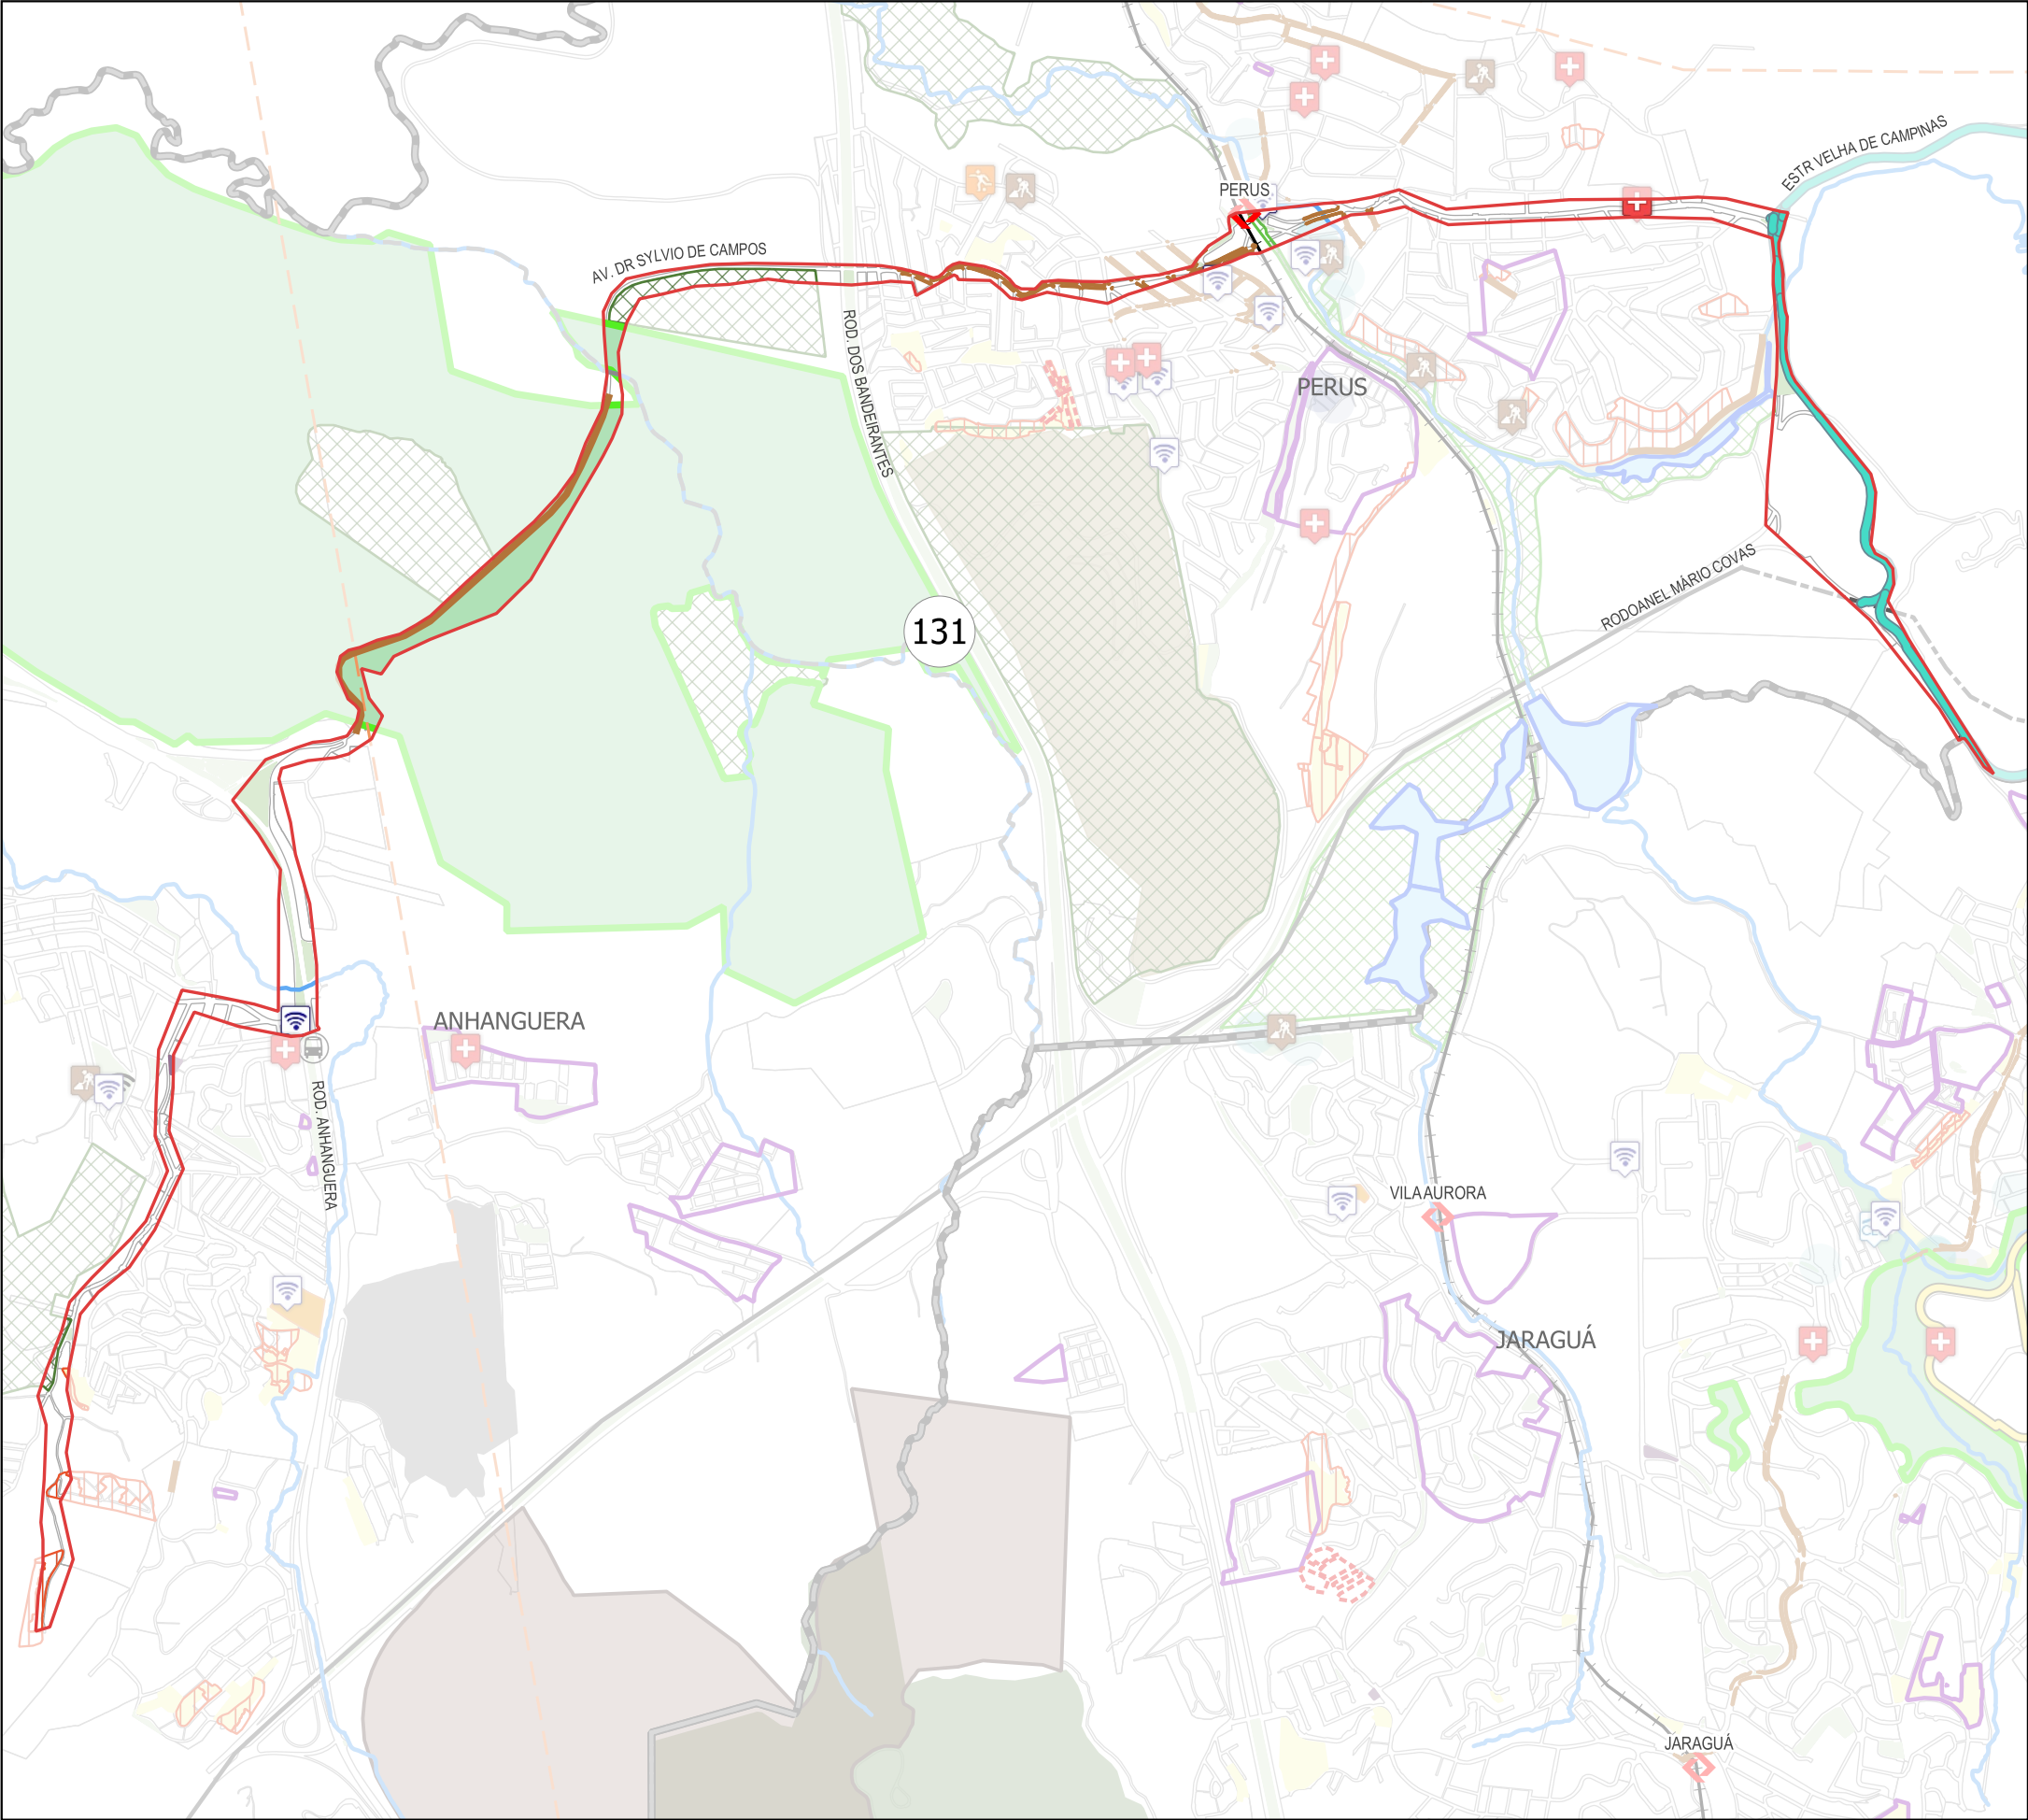 ESTR VELHA DE CAMPINAS
PERUS
AV. DR SYLVIO DE CAMPOS
ROD. DOS BANDEIRANTES
PERUS
RODOANEL MÁRIO COVAS
131
ANHANGUERA
ROD. ANHANGUERA
VILA AURORA
JARAGUÁ
JARAGUÁ